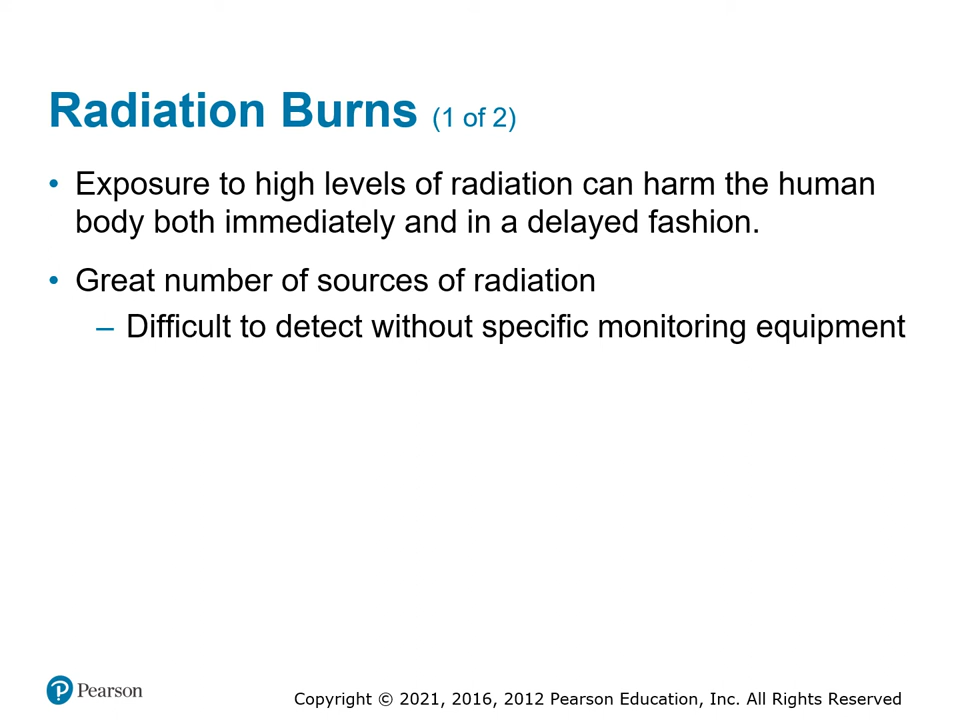 Radiation Burns (1 of 2)
• Exposure to high levels of radiation can harm the human
body both immediately and in a delayed fashion.
• Great number of sources of radiation
– Difficult to detect without specific monitoring equipment
Pearson
Copyright © 2021, 2016, 2012 Pearson Education, Inc. All Rights Reserved